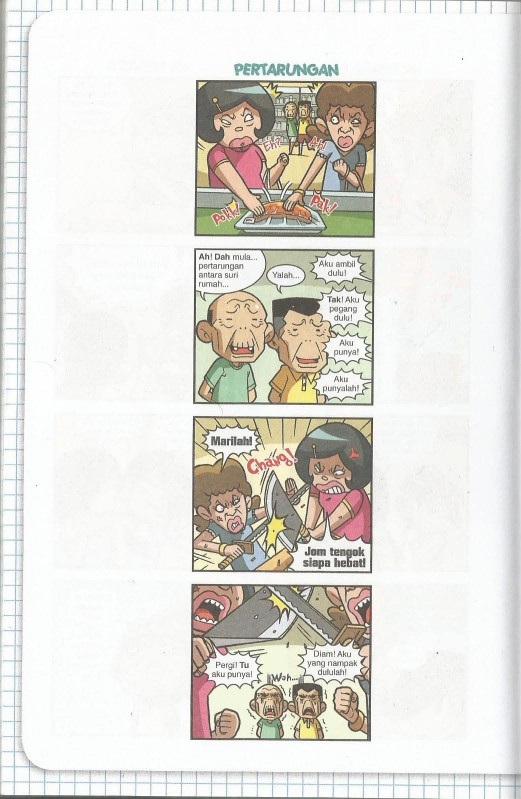 PERTARUNGAN
Eh?
Ah!
Pakk!
Pak!
Ah! Dah mula...
pertarungan
antara suri
rumah...
Yalah...
Aku ambil
dulu!
Tak! Aku
pegang
dulu!
Aku
punya!
Aku
punyalah!
Marilah!
Chang!
Jom tengok
siapa hebat!
Pergi! Tu
aku punya!
Woh...
Diam! Aku
yang nampak
dululah!